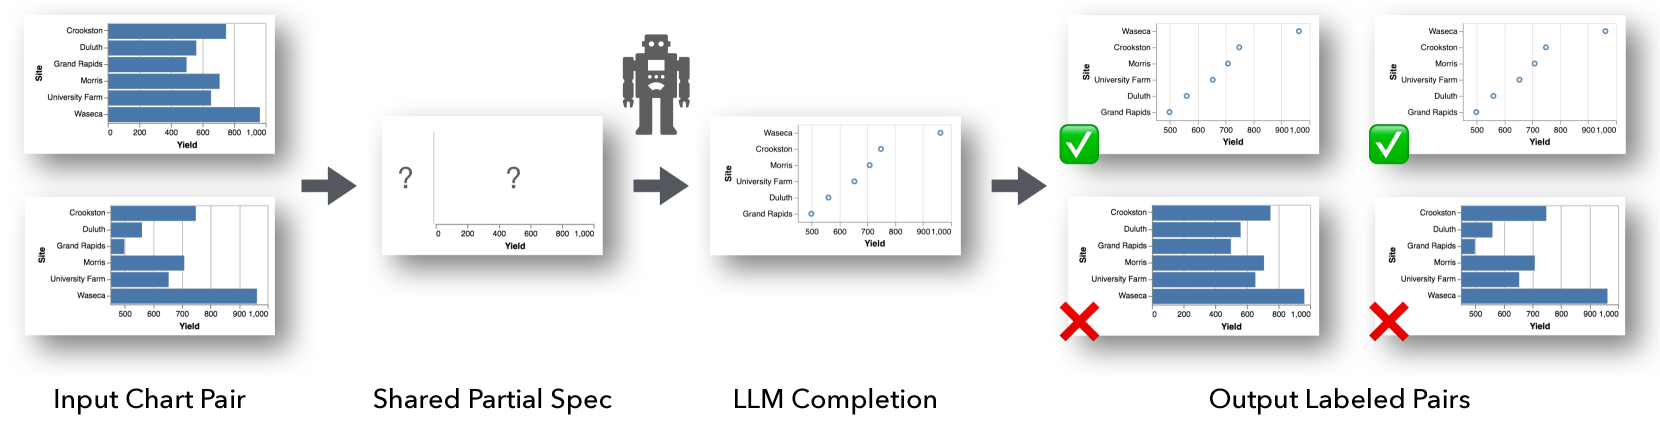 Crookston
Duluth
Grand Rapids
Morris
University Farm
Waseca
Site
0 200 400 600 800 1,000
Yield
Crookston
Duluth
Grand Rapids
Morris
University Farm
Waseca
Site
500 600 700 800 900 1,000
Yield
Input Chart Pair
? ?
0 200 400 600 800 1,000
Yield
Shared Partial Spec
Waseca
Crookston
Morris
University Farm
Duluth
Grand Rapids
Site
500 600 700 800 900 1,000
Yield
LLM Completion
Waseca
Crookston
Morris
University Farm
Duluth
Grand Rapids
Site
500 600 700 800 900 1,000
Yield
Waseca
Crookston
Morris
University Farm
Duluth
Grand Rapids
Site
500 600 700 800 900 1,000
Yield
Crookston
Duluth
Grand Rapids
Morris
University Farm
Waseca
Site
0 200 400 600 800 1,000
Yield
Crookston
Duluth
Grand Rapids
Morris
University Farm
Waseca
Site
500 600 700 800 900 1,000
Yield
Output Labeled Pairs